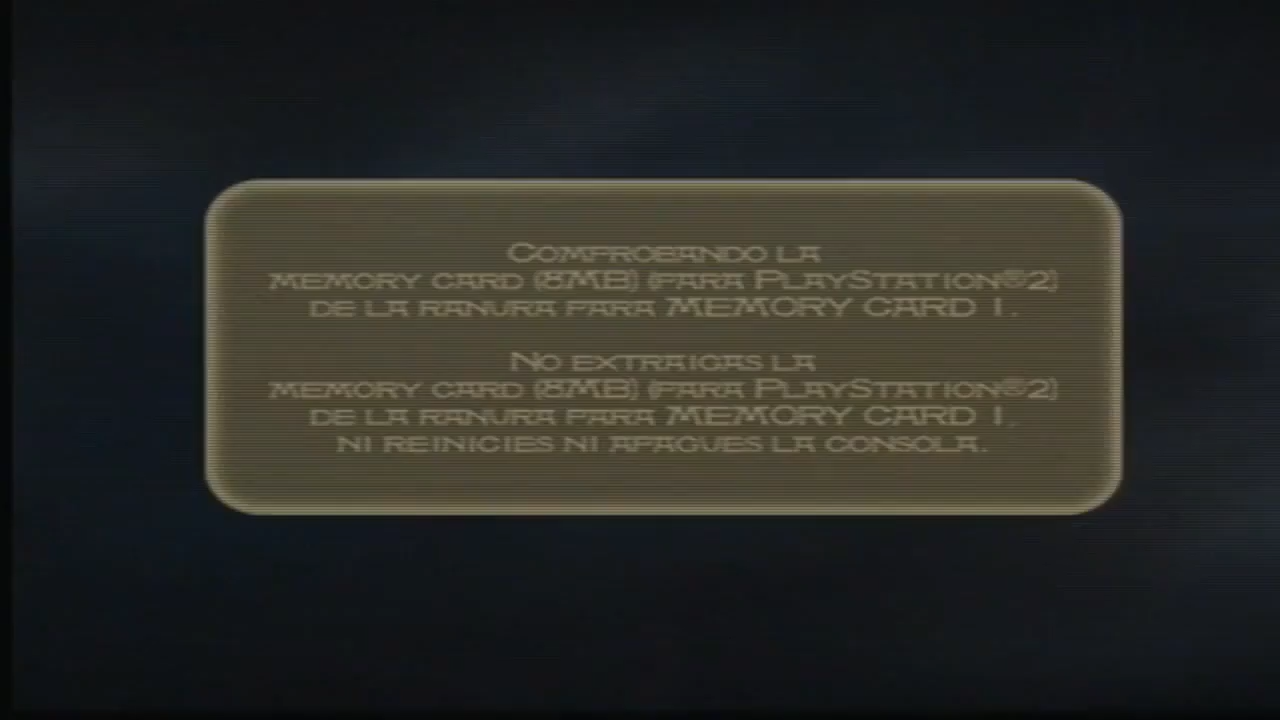 Comprobando la
memory card (8MB) (para PlayStation®2)
de la ranura para MEMORY CARD 1.
No extraigas la
memory card (8MB) (para PlayStation®2)
de la ranura para MEMORY CARD 1,
ni reinicies ni apagues la consola.